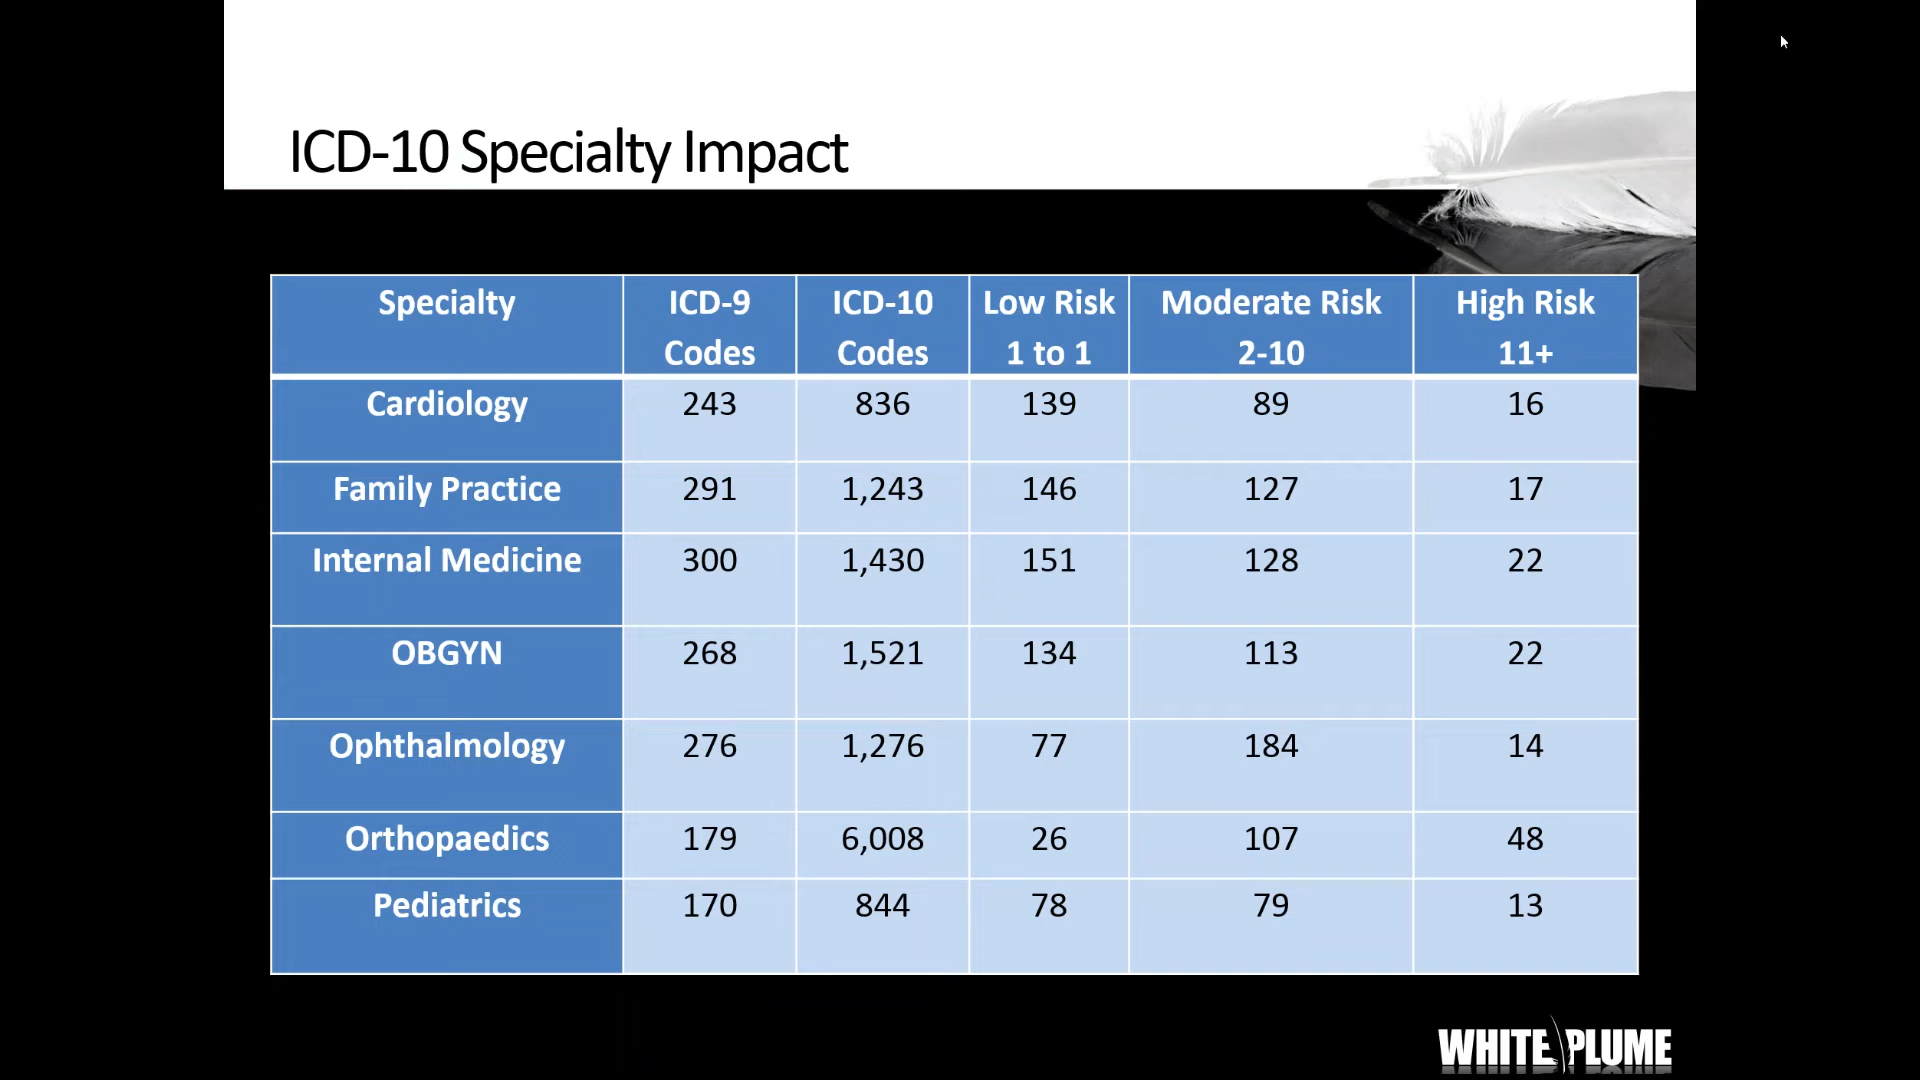 ICD-10 Specialty Impact
Specialty ICD-9 Codes ICD-10 Codes Low Risk 1 to 1 Moderate Risk 2-10 High Risk 11+
Cardiology 243 836 139 89 16
Family Practice 291 1,243 146 127 17
Internal Medicine 300 1,430 151 128 22
OBGYN 268 1,521 134 113 22
Ophthalmology 276 1,276 77 184 14
Orthopaedics 179 6,008 26 107 48
Pediatrics 170 844 78 79 13
WHITE PLUME